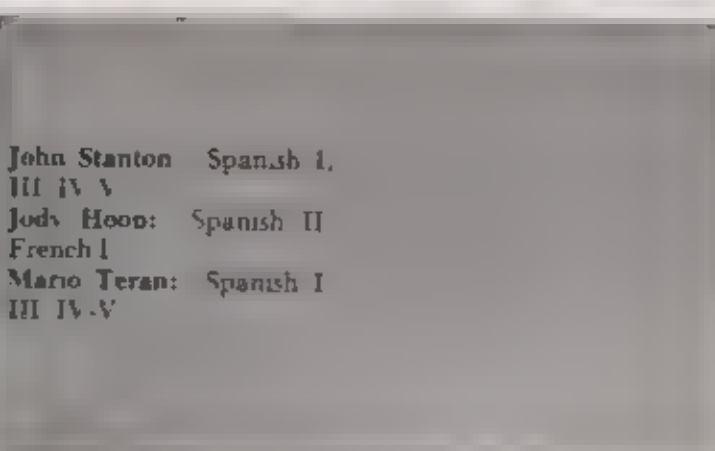 John Stanton Spanish I,
III IV V
Jody Hoop: Spanish II
French I
Mario Teran: Spanish I
III IV-V